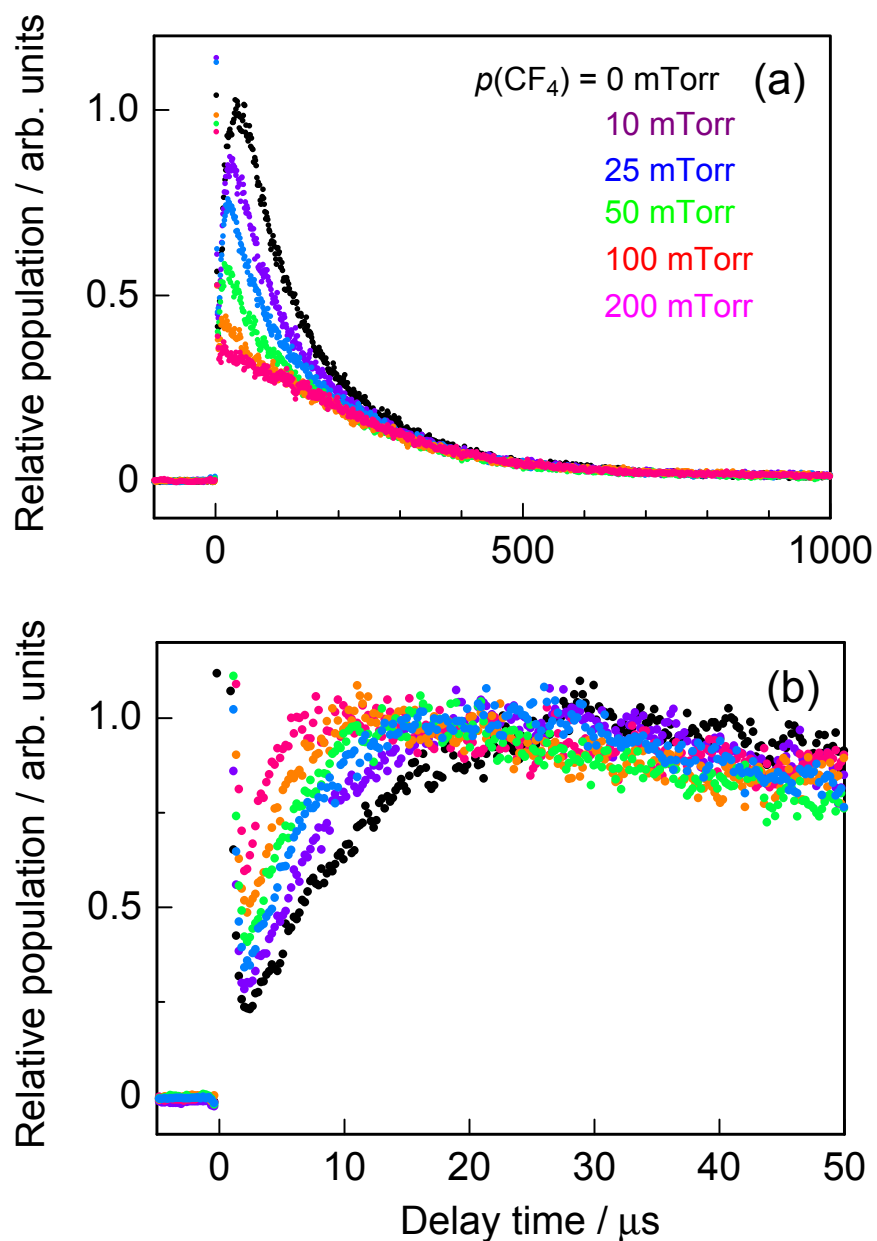 p(CF₄) = 0 mTorr (a)
10 mTorr
25 mTorr
50 mTorr
100 mTorr
200 mTorr
Relative population / arb. units
1.0
0.5
0
0 500 1000
(b)
Relative population / arb. units
1.0
0.5
0
0 10 20 30 40 50
Delay time / μs